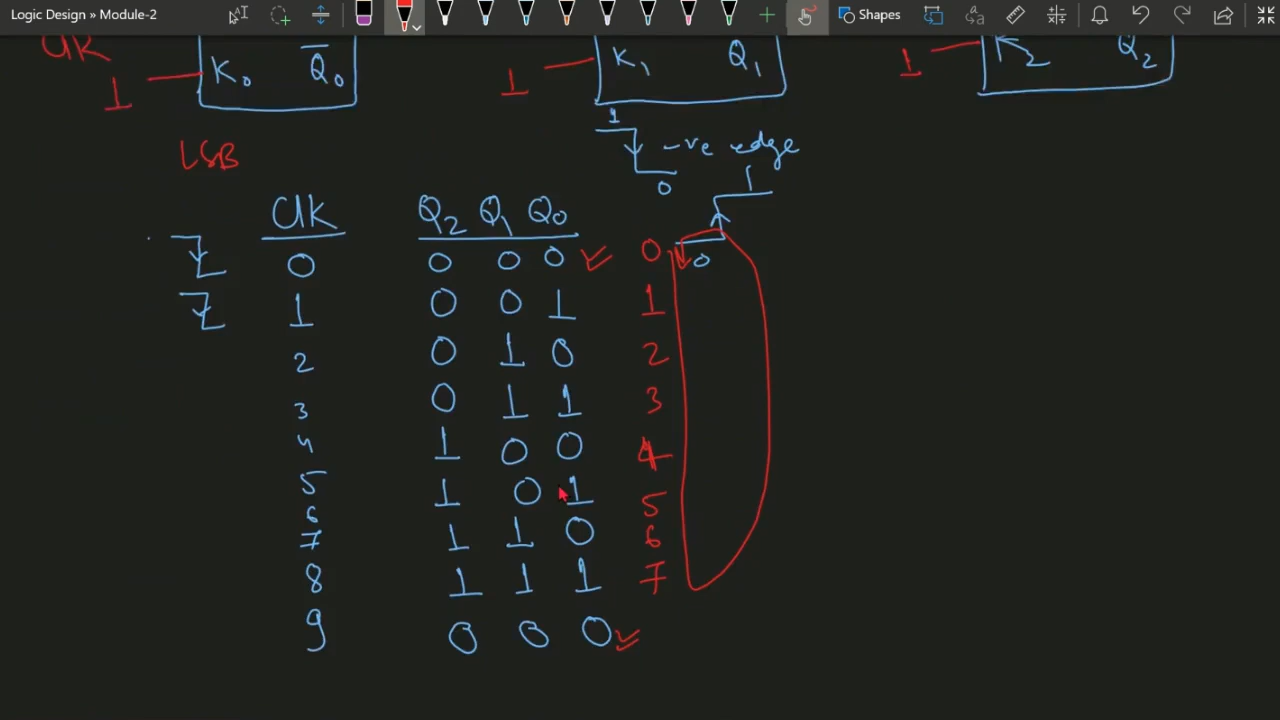 Logic Design » Module-2
Shapes
Clk
1 K0 Q̅0
1 K1 Q1
1 K2 Q2
LSB
1
-ve edge
0
1
0
Clk Q2 Q1 Q0
0 0 0 0 0
1 0 0 1 1
2 0 1 0 2
3 0 1 1 3
4 1 0 0 4
5 1 0 1 5
6
7 1 1 0 6
8 1 1 1 7
9 0 0 0